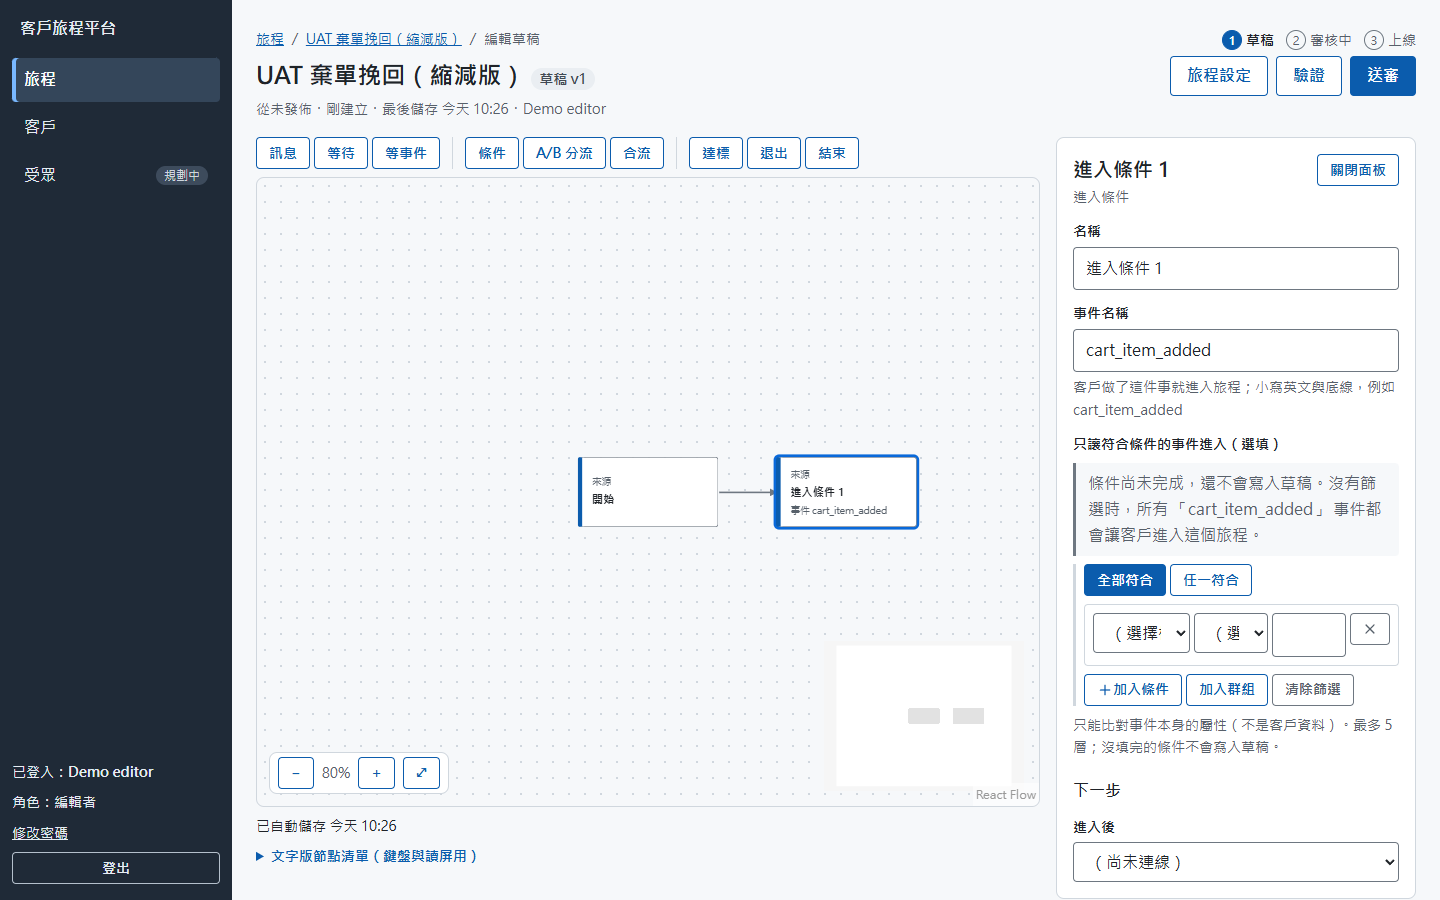 客戶旅程平台
旅程
客戶
受眾 規劃中
已登入：Demo editor
角色：編輯者
修改密碼
登出
旅程 / UAT 棄單挽回（縮減版） / 編輯草稿
UAT 棄單挽回（縮減版） 草稿 v1
從未發佈 · 剛建立 · 最後儲存 今天 10:26 · Demo editor
1 草稿 2 審核中 3 上線
旅程設定 驗證 送審
訊息 等待 等事件 條件 A/B 分流 合流 達標 退出 結束
來源
開始
來源
進入條件 1
事件 cart_item_added
− 80% + ⤢
React Flow
已自動儲存 今天 10:26
▶ 文字版節點清單（鍵盤與讀屏用）
進入條件 1 關閉面板
進入條件
名稱
進入條件 1
事件名稱
cart_item_added
客戶做了這件事就進入旅程；小寫英文與底線，例如
cart_item_added
只讓符合條件的事件進入（選填）
條件尚未完成，還不會寫入草稿。沒有篩
選時，所有「cart_item_added」事件都
會讓客戶進入這個旅程。
全部符合 任一符合
（選擇 （選 ×
＋加入條件 加入群組 清除篩選
只能比對事件本身的屬性（不是客戶資料）。最多 5
層；沒填完的條件不會寫入草稿。
下一步
進入後
（尚未連線）